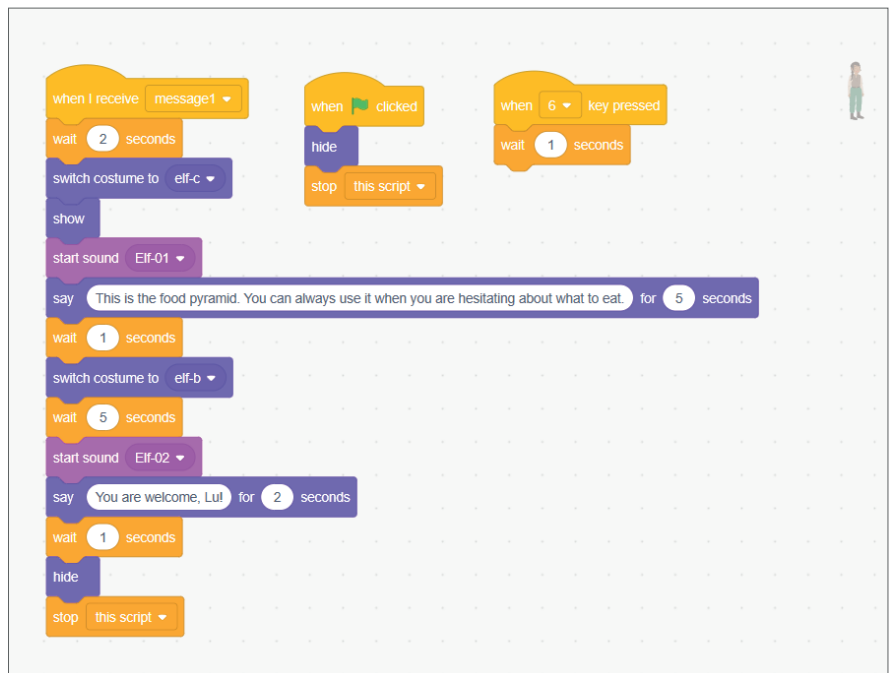 when I receive message1
wait 2 seconds
switch costume to elf-c
show
start sound Elf-01
say This is the food pyramid. You can always use it when you are hesitating about what to eat. for 5 seconds
wait 1 seconds
switch costume to elf-b
wait 5 seconds
start sound Elf-02
say You are welcome, Lu! for 2 seconds
wait 1 seconds
hide
stop this script
when clicked
hide
stop this script
when 6 key pressed
wait 1 seconds